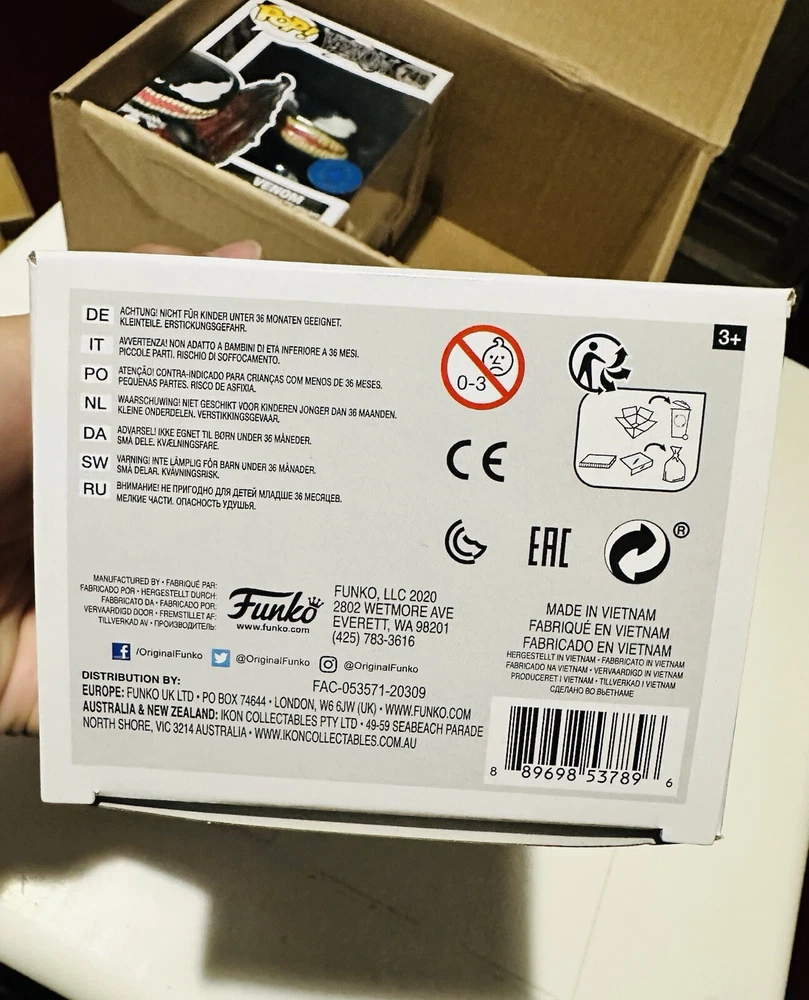 POP!
VENOM
VENOM
3+
DE ACHTUNG! NICHT FÜR KINDER UNTER 36 MONATEN GEEIGNET.
KLEINTEILE. ERSTICKUNGSGEFAHR.
IT AVVERTENZA! NON ADATTO A BAMBINI DI ETÀ INFERIORE A 36 MESI.
PICCOLE PARTI. RISCHIO DI SOFFOCAMENTO.
PO ATENÇÃO! CONTRA-INDICADO PARA CRIANÇAS COM MENOS DE 36 MESES.
PEQUENAS PARTES. RISCO DE ASFIXIA.
NL WAARSCHUWING! NIET GESCHIKT VOOR KINDEREN JONGER DAN 36 MAANDEN.
KLEINE ONDERDELEN. VERSTIKKINGSGEVAAR.
DA ADVARSEL! IKKE EGNET TIL BØRN UNDER 36 MÅNEDER.
SMÅ DELE. KVÆLNINGSFARE.
SW VARNING! INTE LÄMPLIG FÖR BARN UNDER 36 MÅNADER.
SMÅ DELAR. KVÄVNINGSRISK.
RU ВНИМАНИЕ! НЕ ПРИГОДНО ДЛЯ ДЕТЕЙ МЛАДШЕ 36 МЕСЯЦЕВ.
МЕЛКИЕ ЧАСТИ. ОПАСНОСТЬ УДУШЬЯ.
0-3
CE
EAC
®
MANUFACTURED BY • FABRIQUÉ PAR:
FABRICADO POR • HERGESTELLT DURCH:
FABBRICATO DA • FABRICADO POR:
VERVAARDIGD DOOR • FREMSTILLET AF:
TILLVERKAD AV • ПРОИЗВОДИТЕЛЬ:
Funko
www.funko.com
FUNKO, LLC 2020
2802 WETMORE AVE
EVERETT, WA 98201
(425) 783-3616
f /OriginalFunko @OriginalFunko @OriginalFunko
FAC-053571-20309
DISTRIBUTION BY:
EUROPE: FUNKO UK LTD • PO BOX 74644 • LONDON, W6 6JW (UK) • WWW.FUNKO.COM
AUSTRALIA & NEW ZEALAND: IKON COLLECTABLES PTY LTD • 49-59 SEABEACH PARADE
NORTH SHORE, VIC 3214 AUSTRALIA • WWW.IKONCOLLECTABLES.COM.AU
MADE IN VIETNAM
FABRIQUÉ EN VIETNAM
FABRICADO EN VIETNAM
HERGESTELLT IN VIETNAM • FABBRICATO IN VIETNAM
FABRICADO NA VIETNAM • VERVAARDIGD IN VIETNAM
PRODUCERET I VIETNAM • TILLVERKAD I VIETNAM
СДЕЛАНО ВО ВЬЕТНАМЕ
8 89698 53789 6